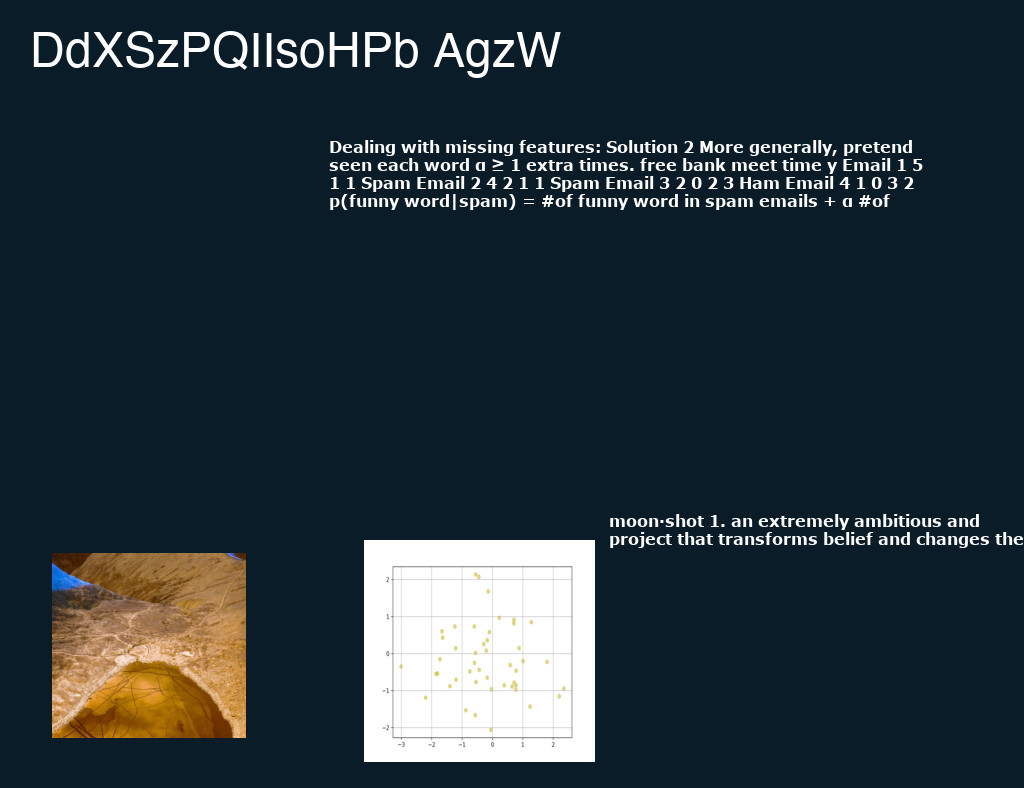 DdXSzPQIIsoHPb AgzW
Dealing with missing features: Solution 2 More generally, pretend
seen each word ɑ ≥ 1 extra times. free bank meet time y Email 1 5
1 1 Spam Email 2 4 2 1 1 Spam Email 3 2 0 2 3 Ham Email 4 1 0 3 2
p(funny word|spam) = #of funny word in spam emails + ɑ #of
moon·shot 1. an extremely ambitious and
project that transforms belief and changes the
2
1
0
−1
−2
−3 −2 −1 0 1 2